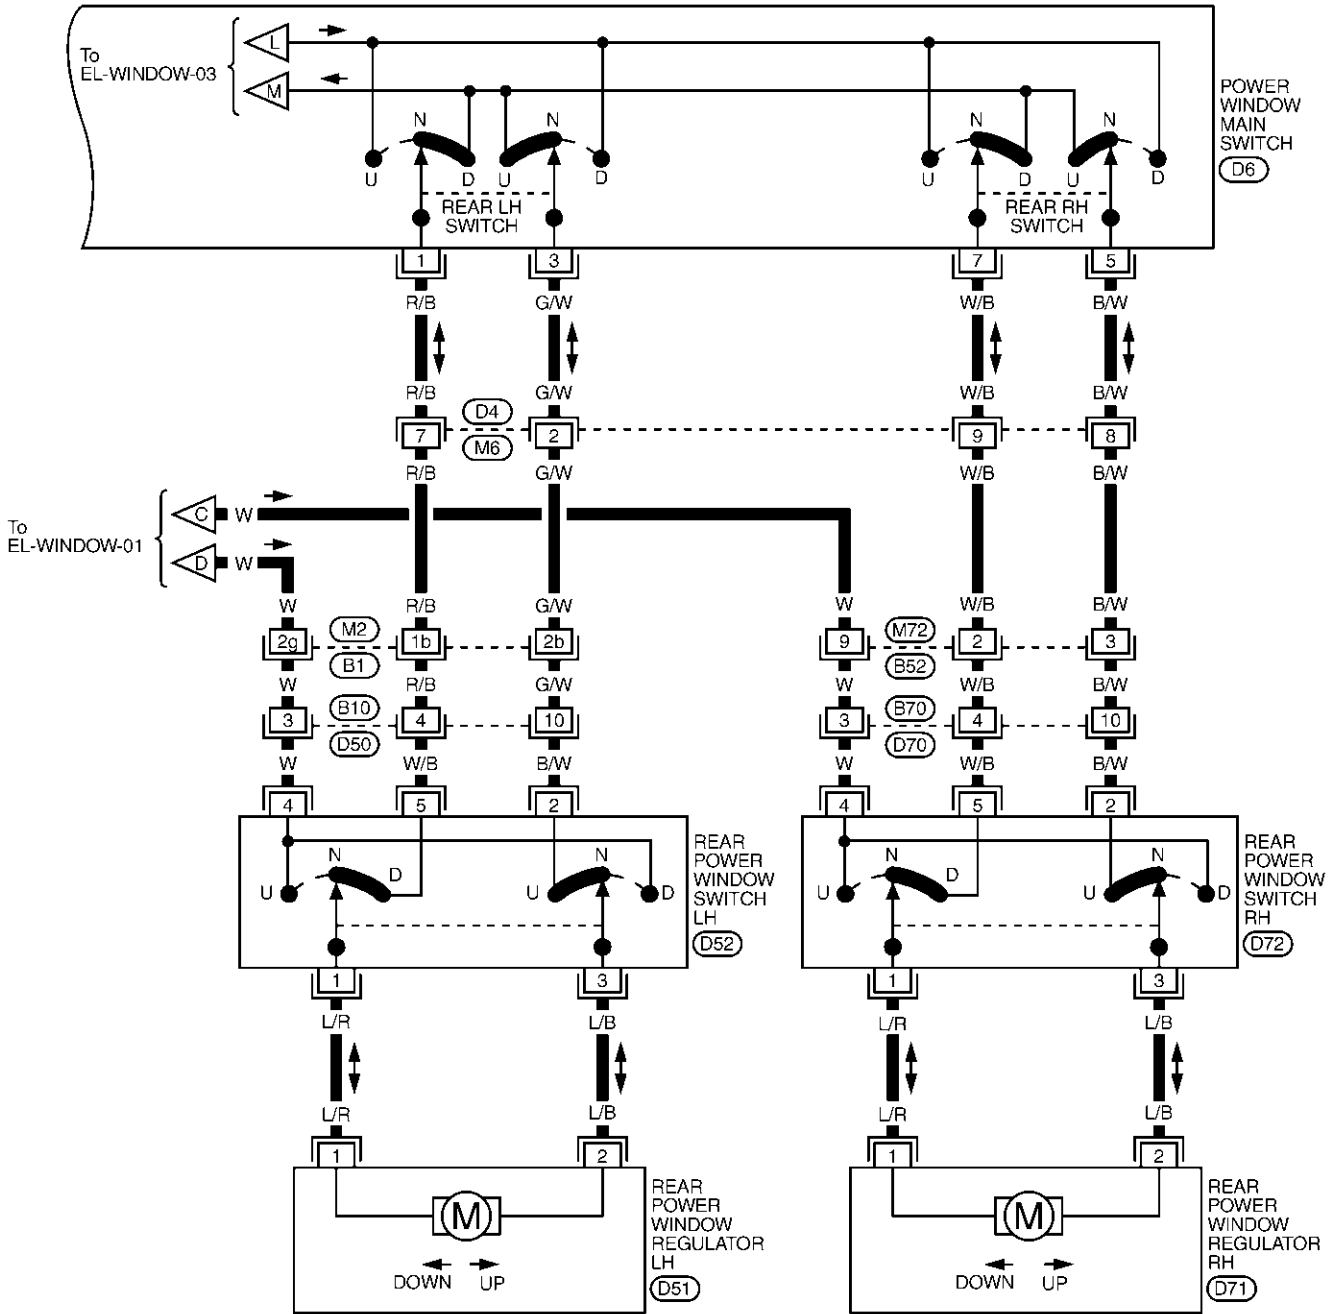 To
EL-WINDOW-03
L
M
N N N N
U D U D U D U D
REAR LH
SWITCH
REAR RH
SWITCH
POWER
WINDOW
MAIN
SWITCH
D6
1 3 7 5
R/B G/W W/B B/W
R/B G/W W/B B/W
D4
7 2 9 8
M6
R/B G/W W/B B/W
To
EL-WINDOW-01
C W
D W
W R/B G/W W W/B B/W
M2 M72
2g 1b 2b 9 2 3
B1 B52
W R/B G/W W W/B B/W
B10 B70
3 4 10 3 4 10
D50 D70
W W/B B/W W W/B B/W
4 5 2 4 5 2
N N N N
U D U D U D U D
REAR
POWER
WINDOW
SWITCH
LH
D52
REAR
POWER
WINDOW
SWITCH
RH
D72
1 3 1 3
L/R L/B L/R L/B
L/R L/B L/R L/B
1 2 1 2
M M
DOWN UP
REAR
POWER
WINDOW
REGULATOR
LH
D51
DOWN UP
REAR
POWER
WINDOW
REGULATOR
RH
D71